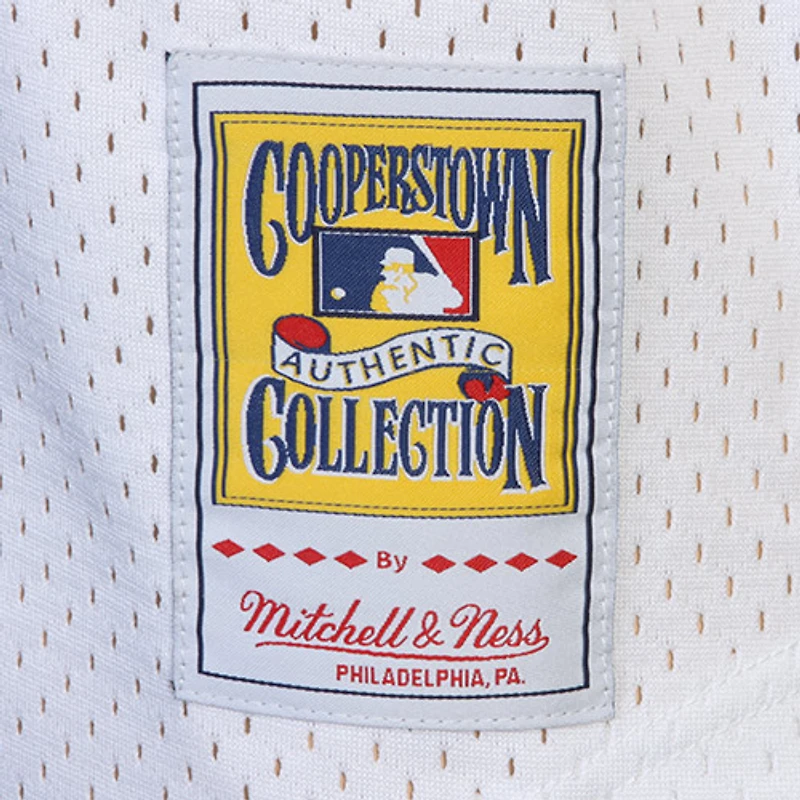 COOPERSTOWN
AUTHENTIC
COLLECTION
By
Mitchell & Ness
PHILADELPHIA, PA.